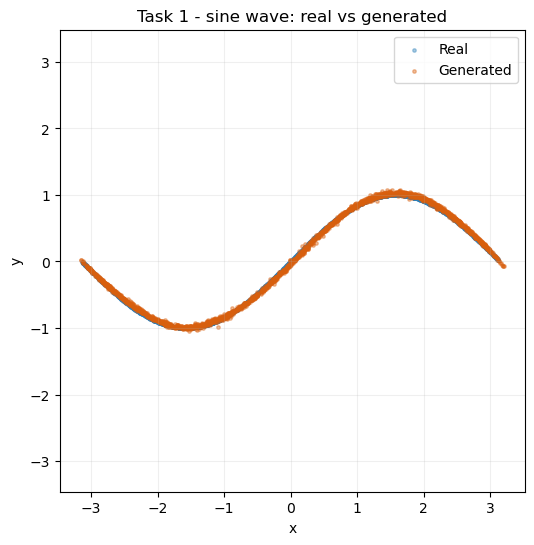 Task 1 - sine wave: real vs generated
Real
Generated
3
2
1
0
−1
−2
−3
y
−3
−2
−1
0
1
2
3
x